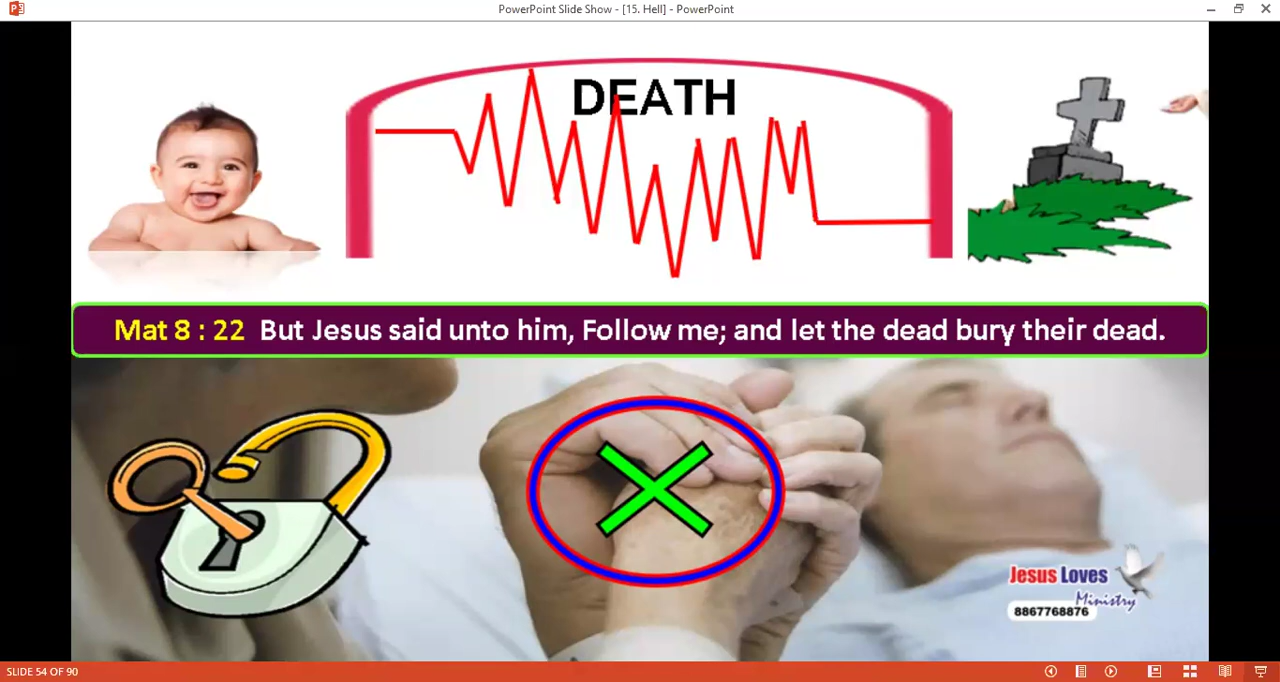 PowerPoint Slide Show - [15. Hell] - PowerPoint
DEATH
Mat 8 : 22 But Jesus said unto him, Follow me; and let the dead bury their dead.
Jesus Loves
Ministry
8867768876
SLIDE 54 OF 90